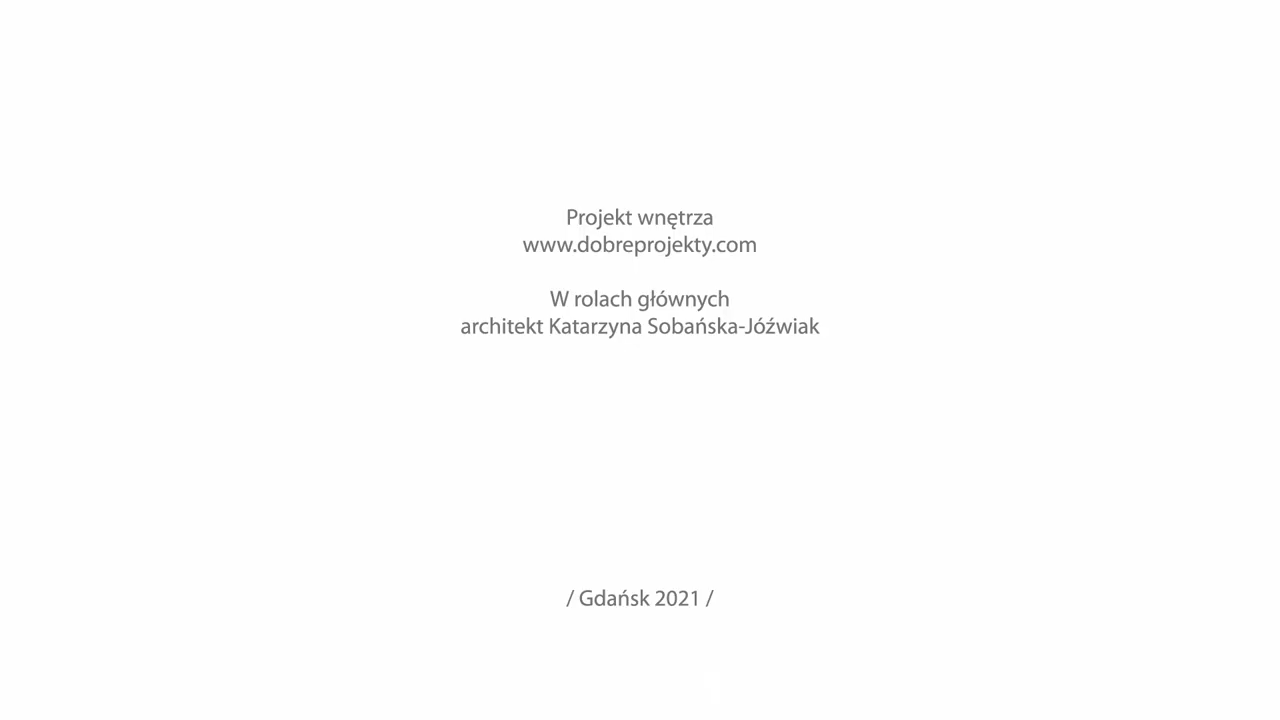 Projekt wnętrza
www.dobreprojekty.com
W rolach głównych
architekt Katarzyna Sobańska-Jóźwiak
/ Gdańsk 2021 /